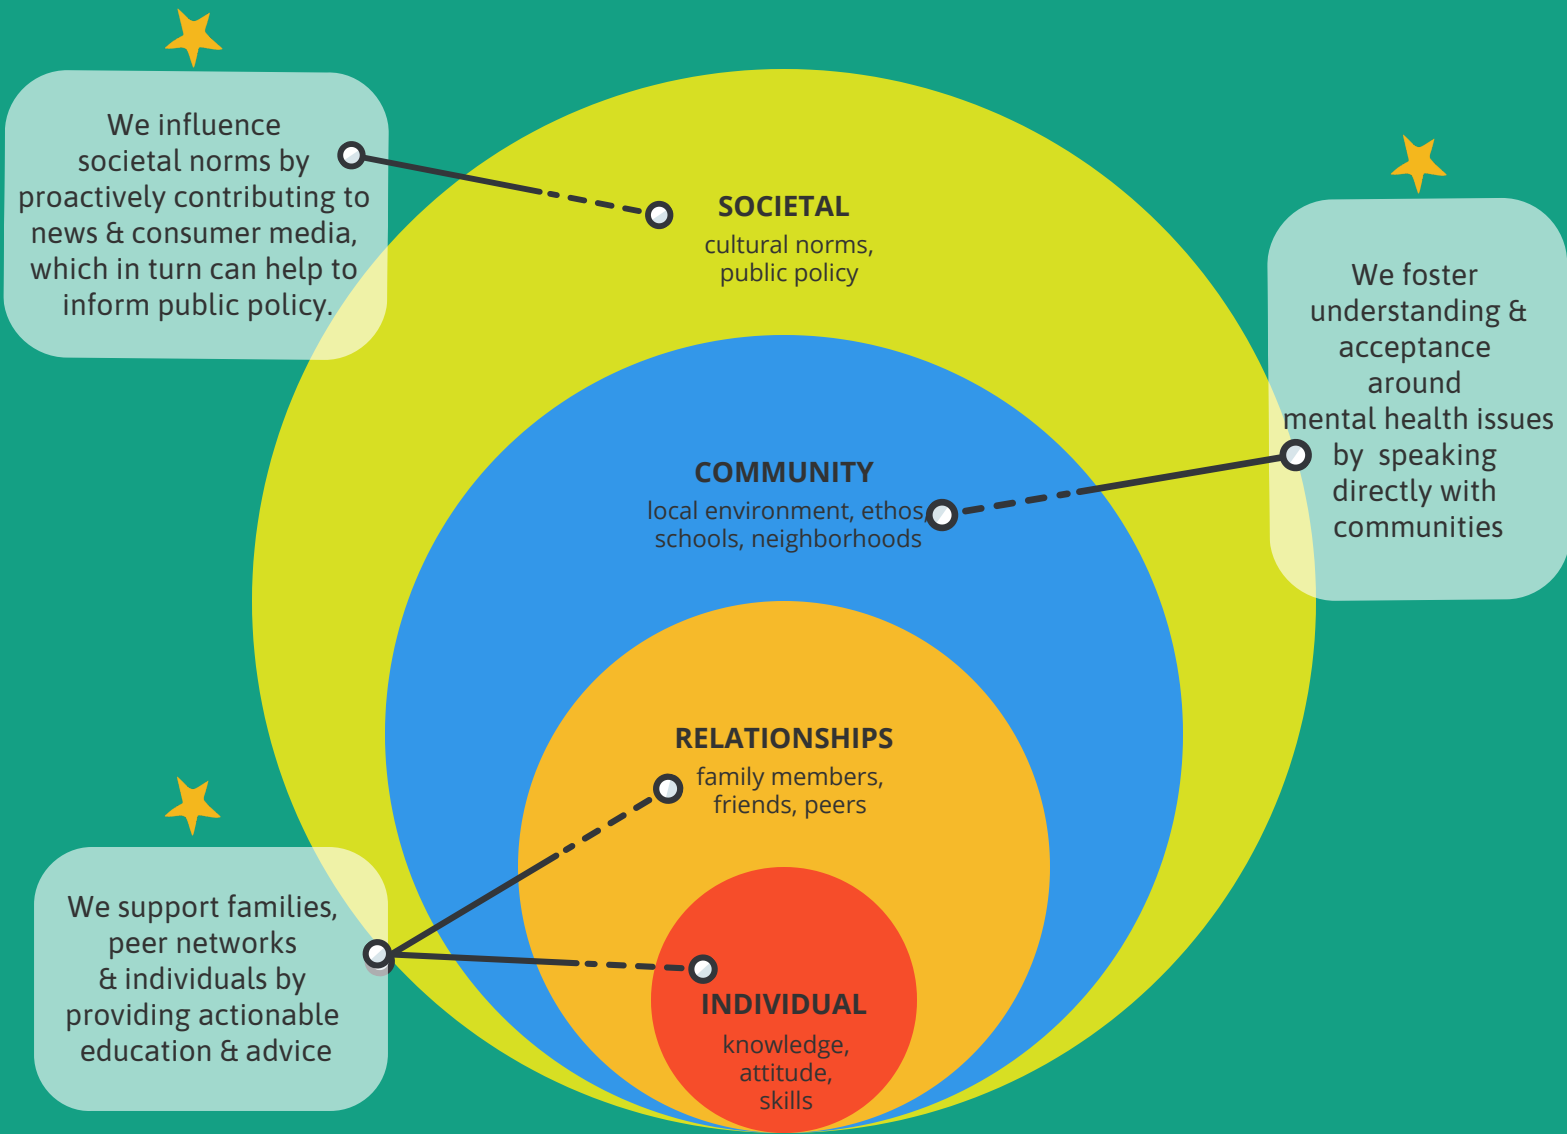 We influence
societal norms by
proactively contributing to
news & consumer media,
which in turn can help to
inform public policy.
SOCIETAL
cultural norms,
public policy
We foster
understanding &
acceptance
around
mental health issues
by speaking
directly with
communities
COMMUNITY
local environment, ethos,
schools, neighborhoods
RELATIONSHIPS
family members,
friends, peers
We support families,
peer networks
& individuals by
providing actionable
education & advice
INDIVIDUAL
knowledge,
attitude,
skills